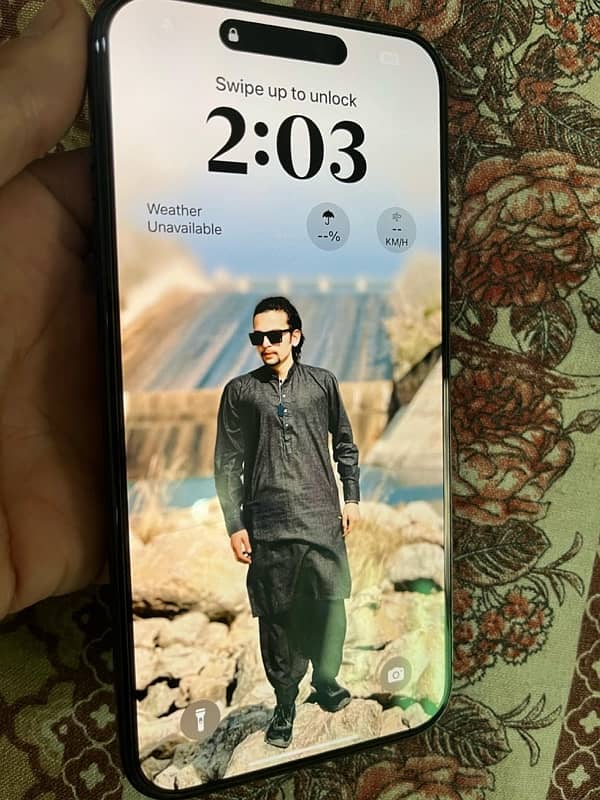 Swipe up to unlock
2:03
Weather
Unavailable
--%
--
KM/H